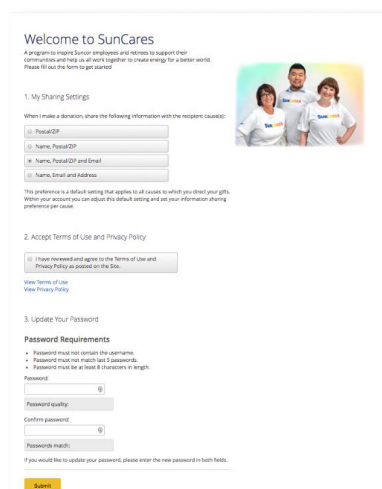 Welcome to SunCares
A program to inspire Suncor employees and retirees to support their
communities and help us all work together to create energy for a better world.
Please fill out the form to get started
1. My Sharing Settings
When I make a donation, share the following information with the recipient cause(s):
Postal/ZIP
Name, Postal/ZIP
Name, Postal/ZIP and Email
Name, Email and Address
This preference is a default setting that applies to all causes to which you direct your gifts.
Within your account you can adjust this default setting and set your information sharing
preference per cause.
2. Accept Terms of Use and Privacy Policy
I have reviewed and agree to the Terms of Use and
Privacy Policy as posted on the Site.
View Terms of Use
View Privacy Policy
3. Update Your Password
Password Requirements
• Password must not contain the username.
• Password must not match last 5 passwords.
• Password must be at least 8 characters in length.
Password:
Password quality:
Confirm password:
Passwords match:
If you would like to update your password, please enter the new password in both fields.
Submit